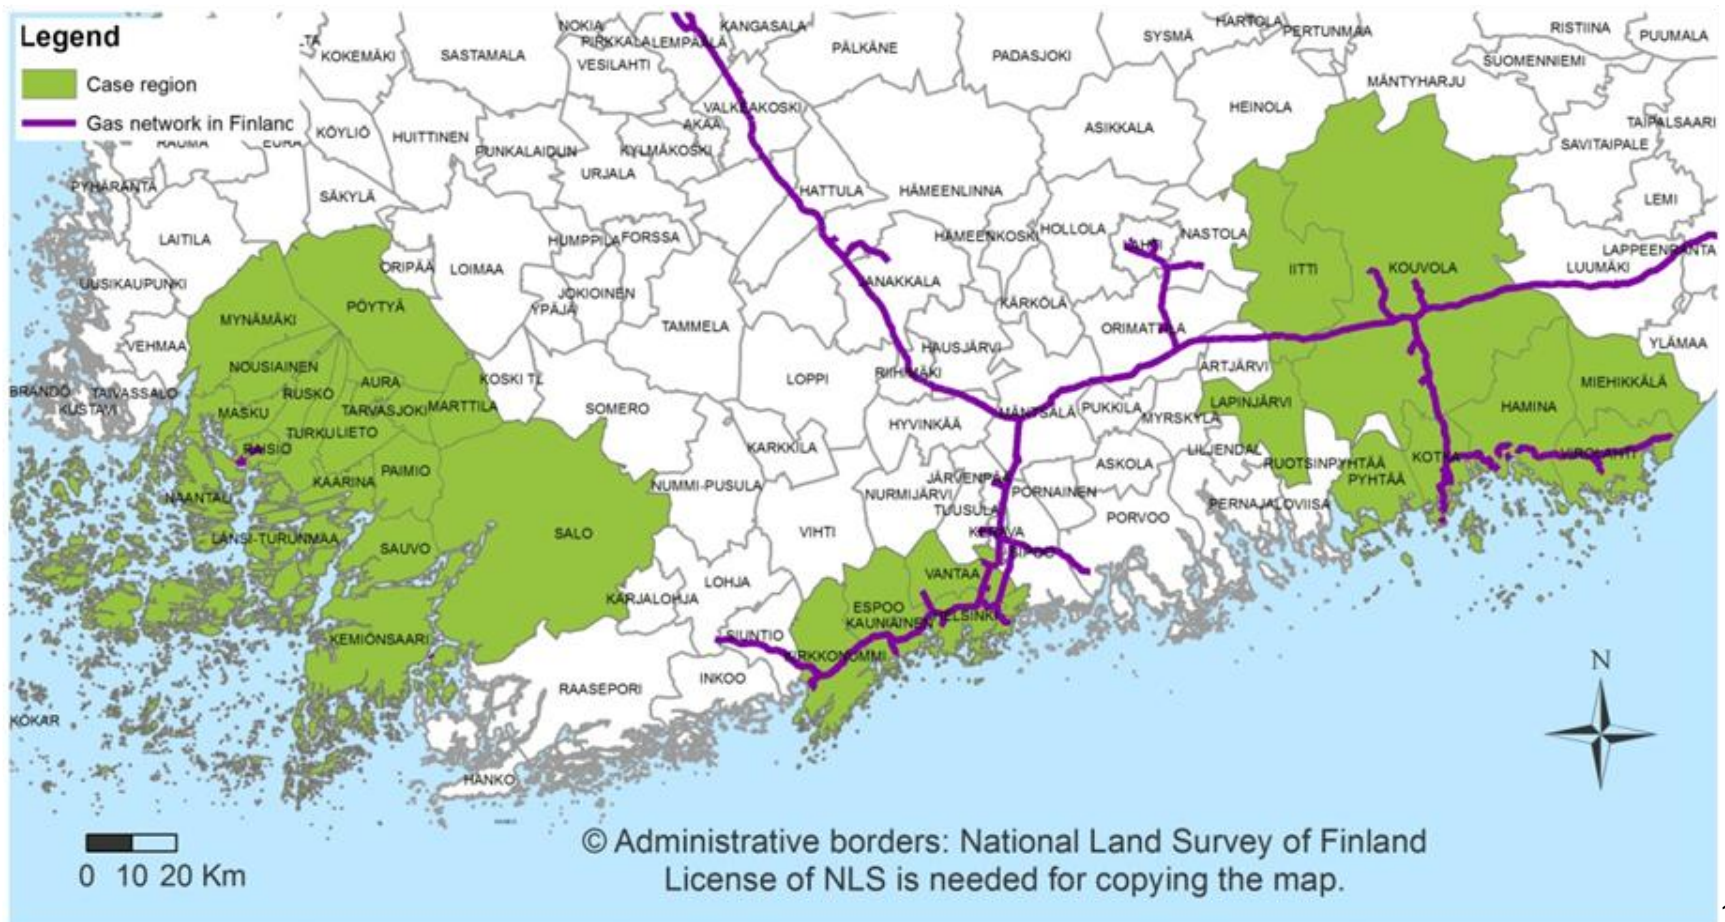 Legend
Case region
Gas network in Finlanc
NOKIA
KANGASALA
HARTOLA
RISTIINA
PUUMALA
KOKEMÄKI
SASTAMALA
PIRKKALA
LEMPÄÄLÄ
PÄLKÄNE
PADASJOKI
SYSMÄ
PERTUNMAA
VESILAHTI
SUOMENNIEMI
MÄNTYHARJU
VALKEAKOSKI
HEINOLA
AKAA
ASIKKALA
TAIPALSAARI
RAUMA
EURA
KÖYLIÖ
HUITTINEN
PUNKALAIDUN
KYLMÄKOSKI
SAVITAIPALE
URJALA
PYHÄRANTA
SÄKYLÄ
HATTULA
HÄMEENLINNA
LEMI
LAITILA
HUMPPILA
FORSSA
HÄMEENKOSKI
HOLLOLA
LAHTI
NASTOLA
LAPPEENRANTA
ORIPÄÄ
LOIMAA
IITTI
KOUVOLA
LUUMÄKI
UUSIKAUPUNKI
JOKIOINEN
JANAKKALA
MYNÄMÄKI
PÖYTYÄ
YPÄJÄ
TAMMELA
KÄRKÖLÄ
ORIMATTILA
VEHMAA
HAUSJÄRVI
YLÄMAA
NOUSIAINEN
KOSKI TL
LOPPI
RIIHIMÄKI
ARTJÄRVI
BRÄNDÖ
TAIVASSALO
RUSKO
AURA
MIEHIKKÄLÄ
KUSTAVI
MASKU
TARVASJOKI
MARTTILA
SOMERO
MÄNTSÄLÄ
PUKKILA
MYRSKYLÄ
LAPINJÄRVI
HAMINA
TURKU
LIETO
HYVINKÄÄ
RAISIO
KARKKILA
LILJENDAL
ASKOLA
RUOTSINPYHTÄÄ
KOTKA
VIROLAHTI
PAIMIO
KAARINA
NUMMI-PUSULA
JÄRVENPÄÄ
NURMIJÄRVI
PORNAINEN
PYHTÄÄ
NAANTALI
TUUSULA
PERNAJA
LOVIISA
PORVOO
LÄNSI-TURUNMAA
SAUVO
SALO
VIHTI
KERAVA
SIPOO
LOHJA
VANTAA
KARJALOHJA
ESPOO
KAUNIAINEN
HELSINKI
KEMIÖNSAARI
SIUNTIO
KIRKKONUMMI
RAASEPORI
INKOO
N
KÖKAR
HANKO
© Administrative borders: National Land Survey of Finland
0 10 20 Km
License of NLS is needed for copying the map.